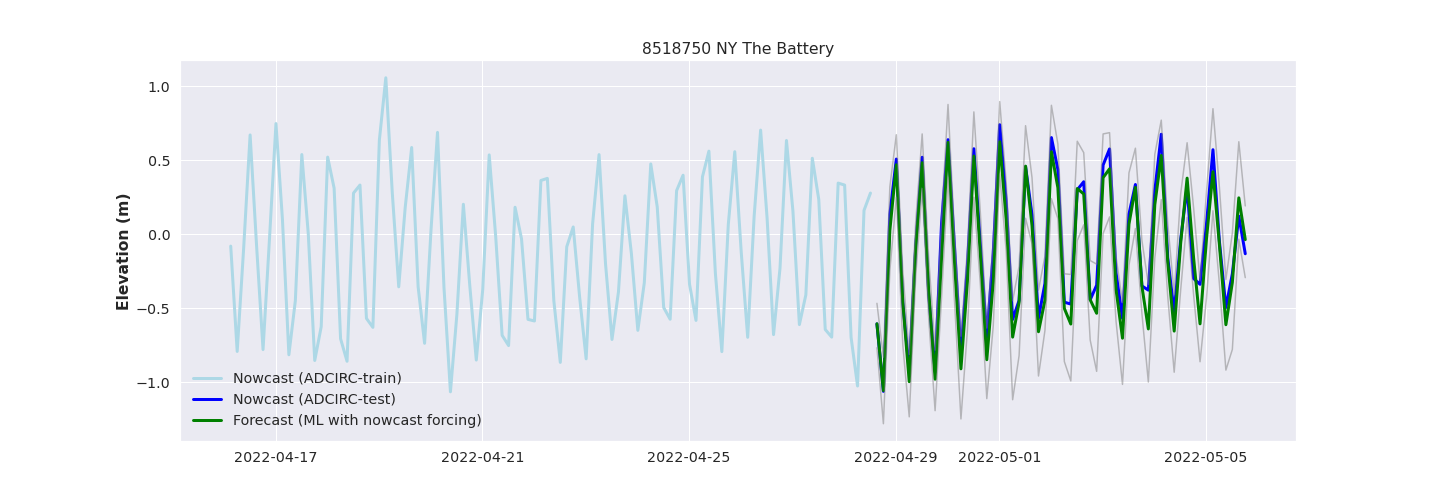 8518750 NY The Battery
Elevation (m)
1.0
0.5
0.0
−0.5
−1.0
Nowcast (ADCIRC-train)
Nowcast (ADCIRC-test)
Forecast (ML with nowcast forcing)
2022-04-17 2022-04-21 2022-04-25 2022-04-29 2022-05-01 2022-05-05